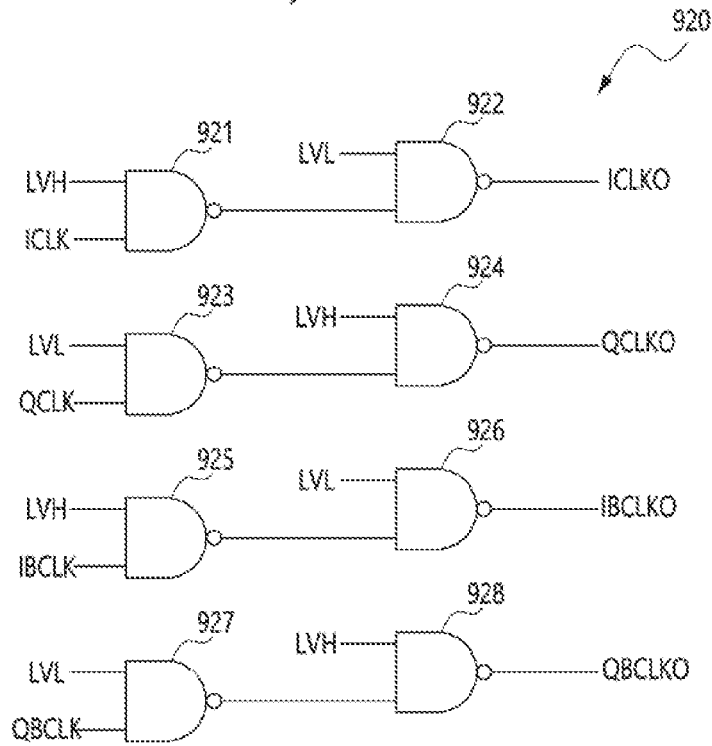 920
921
922
LVH
LVL
ICLKO
ICLK
923
924
LVL
LVH
QCLKO
QCLK
925
926
LVH
LVL
IBCLKO
IBCLK
927
928
LVL
LVH
QBCLKO
QBCLK